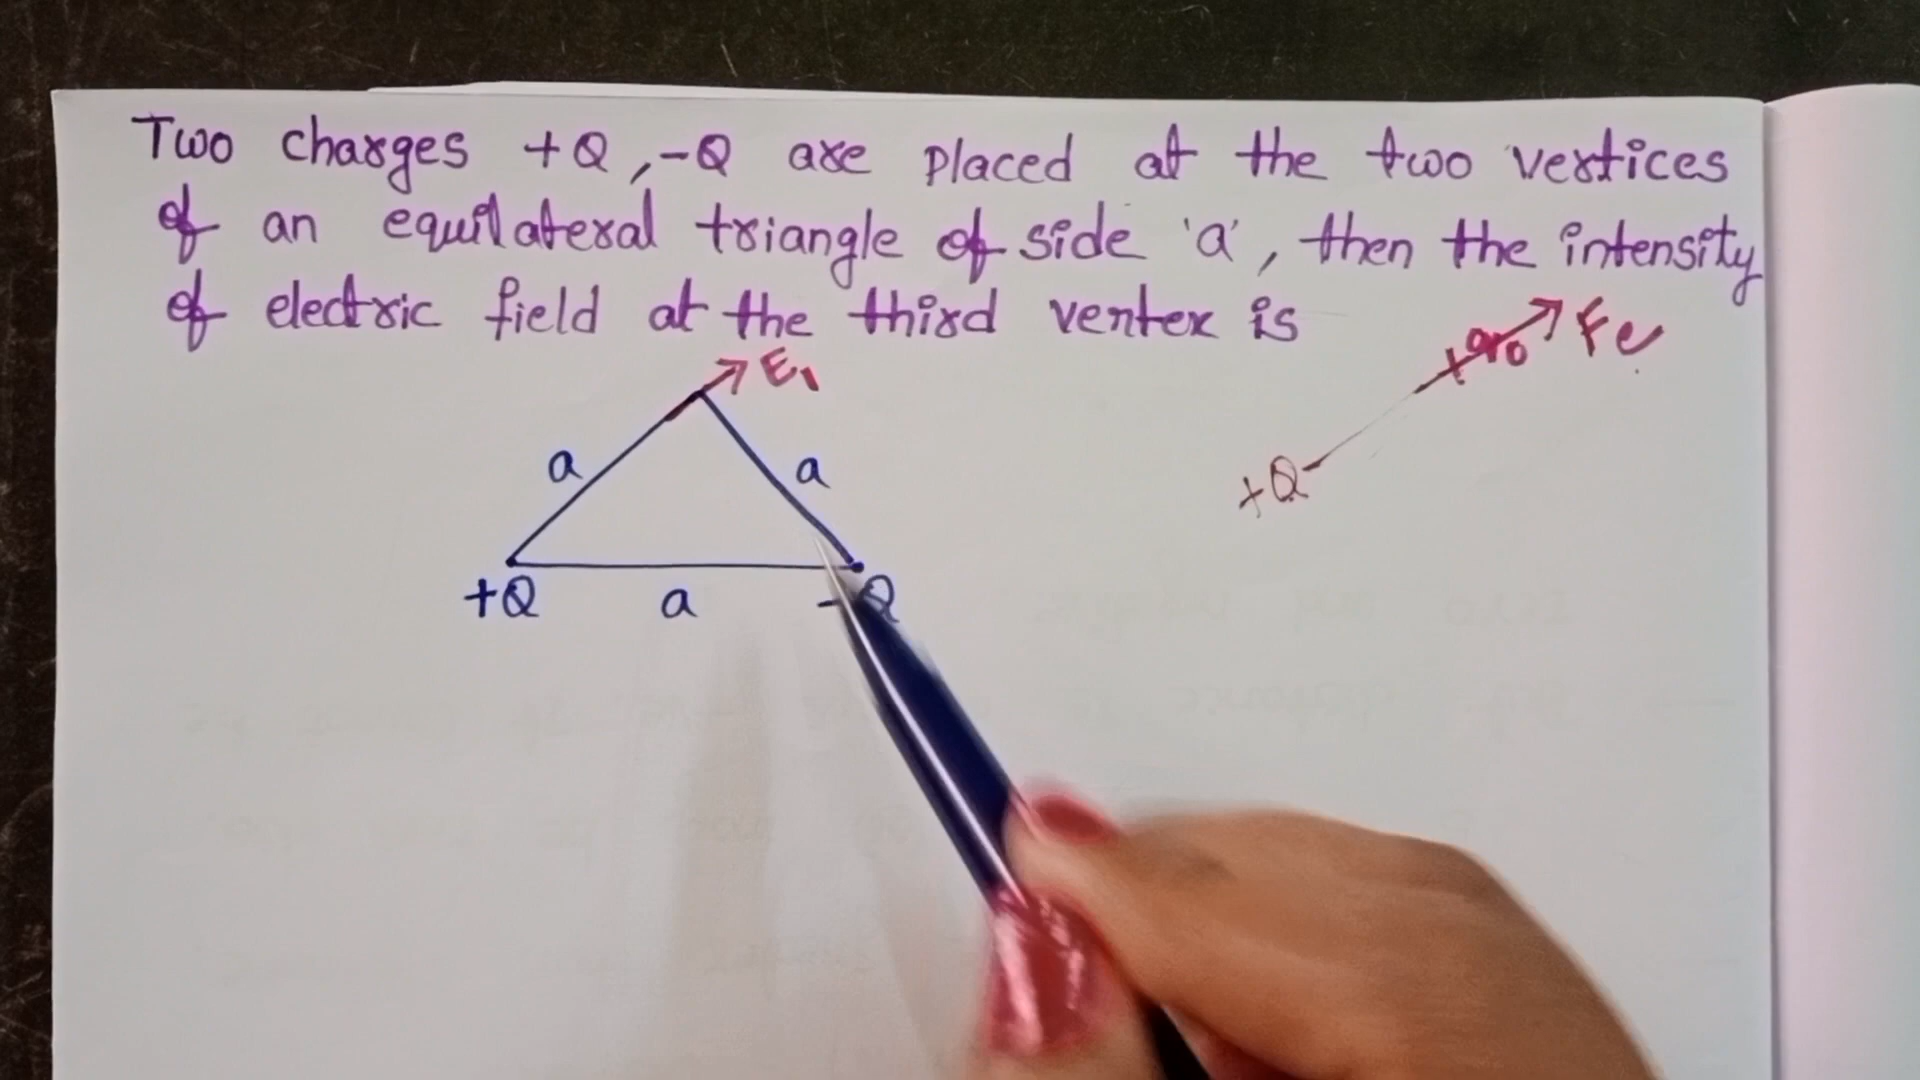 Two charges +Q, -Q are placed at the two vertices
of an equilateral triangle of side 'a', then the intensity
of electric field at the third vertex is
E₁
+q₀ Fe
a a
+Q
+Q a -Q